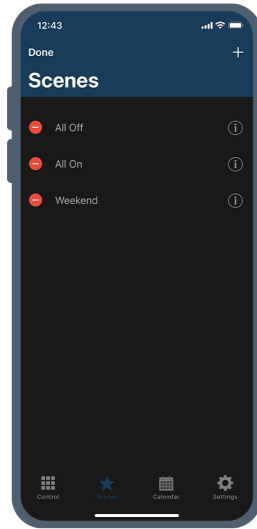 12:43
Done
Scenes
All Off
All On
Weekend
Control Scenes Calendar Settings